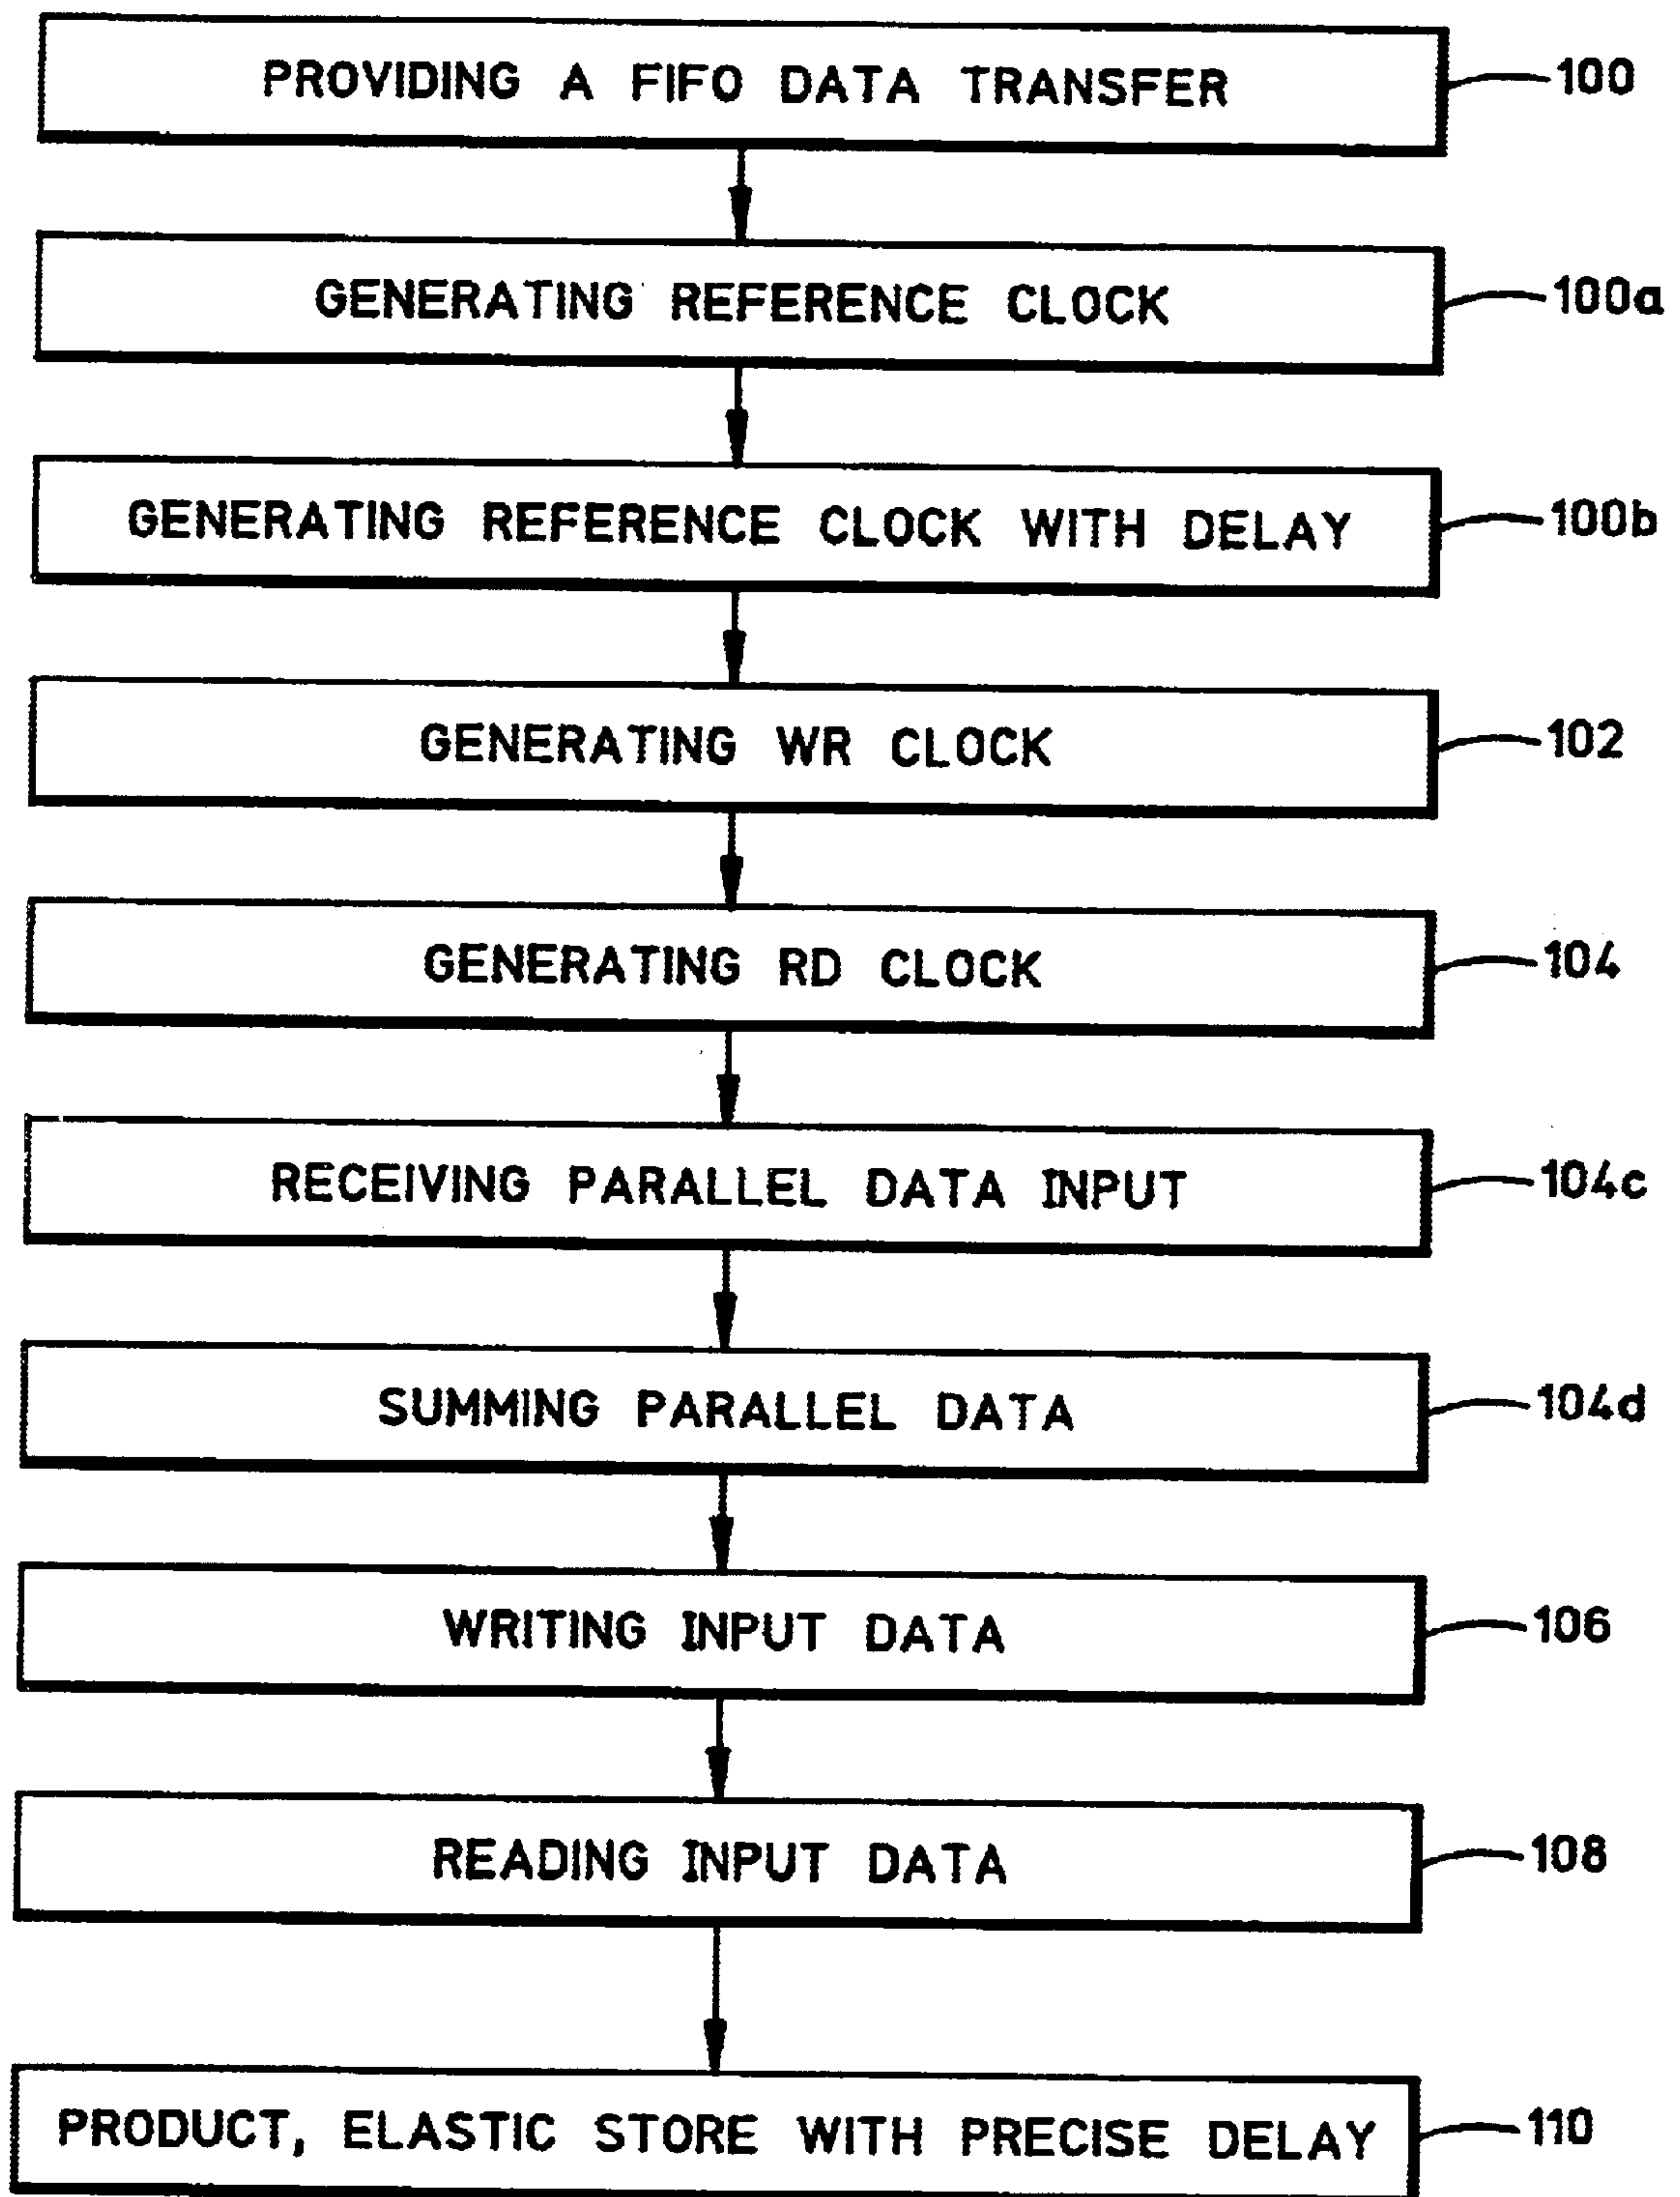 PROVIDING A FIFO DATA TRANSFER
100
GENERATING REFERENCE CLOCK
100a
GENERATING REFERENCE CLOCK WITH DELAY
100b
GENERATING WR CLOCK
102
GENERATING RD CLOCK
104
RECEIVING PARALLEL DATA INPUT
104c
SUMMING PARALLEL DATA
104d
WRITING INPUT DATA
106
READING INPUT DATA
108
PRODUCT, ELASTIC STORE WITH PRECISE DELAY
110